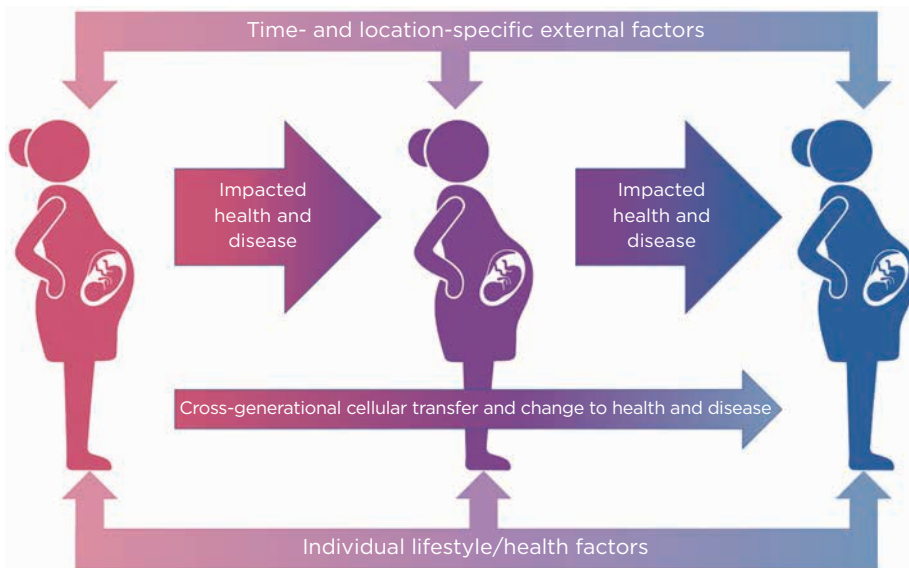 Time- and location-specific external factors
Impacted
health and
disease
Impacted
health and
disease
Cross-generational cellular transfer and change to health and disease
Individual lifestyle/health factors